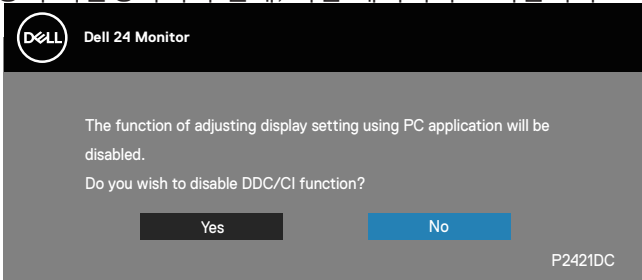 DELL
Dell 24 Monitor
The function of adjusting display setting using PC application will be
disabled.
Do you wish to disable DDC/CI function?
Yes No
P2421DC